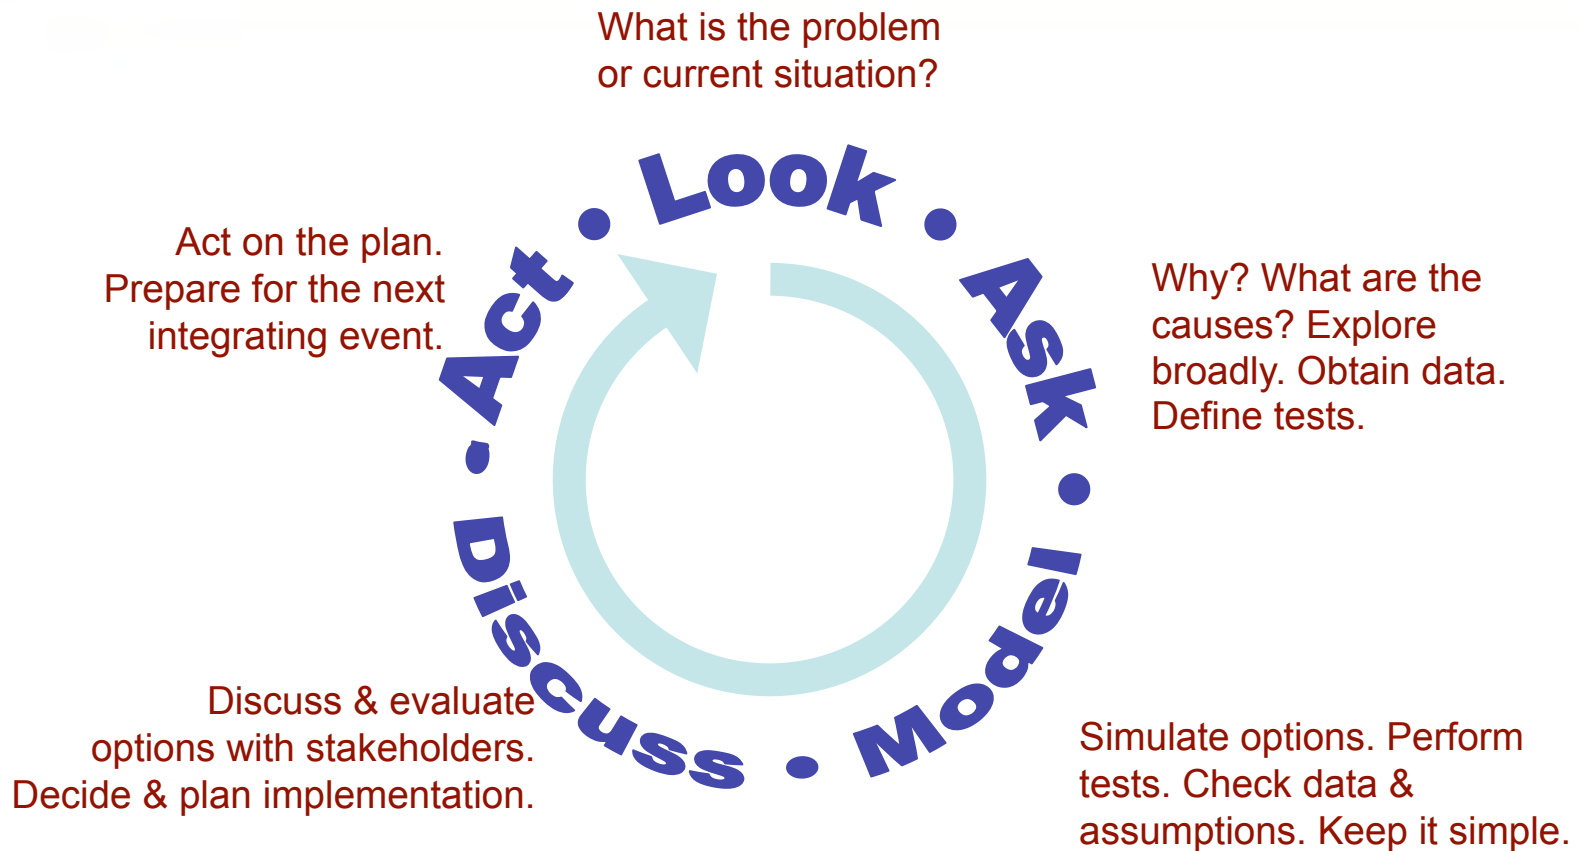 What is the problem
or current situation?
Look • Ask • Model • Discuss - Act •
Why? What are the
causes? Explore
broadly. Obtain data.
Define tests.
Simulate options. Perform
tests. Check data &
assumptions. Keep it simple.
Discuss & evaluate
options with stakeholders.
Decide & plan implementation.
Act on the plan.
Prepare for the next
integrating event.